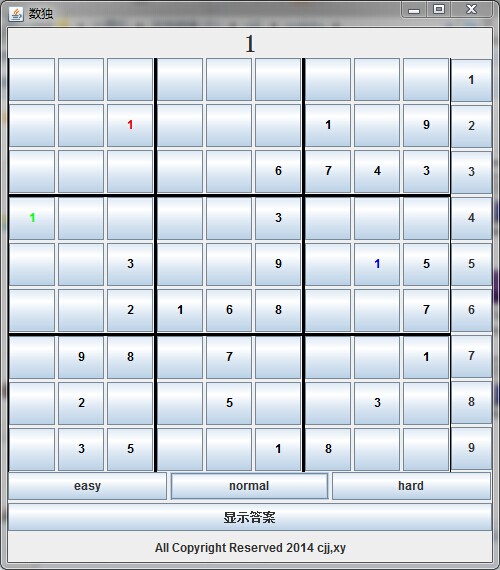 数独
1
1
1 1 9 2
6 7 4 3 3
1 3 4
3 9 1 5 5
2 1 6 8 7 6
9 8 7 1 7
2 5 3 8
3 5 1 8 9
easy normal hard
显示答案
All Copyright Reserved 2014 cjj,xy